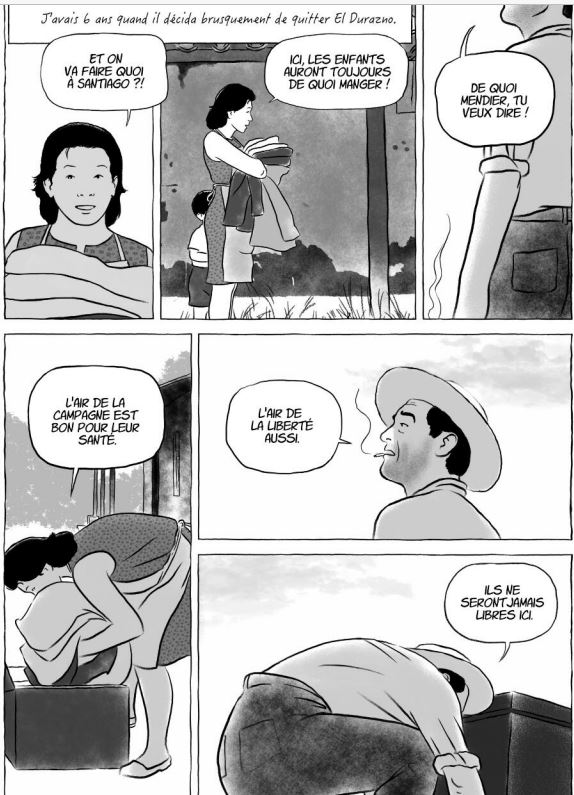 J'avais 6 ans quand il décida brusquement de quitter El Durazno.
ET ON
VA FAIRE QUOI
À SANTIAGO ?!
ICI, LES ENFANTS
AURONT TOUJOURS
DE QUOI MANGER !
DE QUOI
MENDIER, TU
VEUX DIRE !
L'AIR DE LA
CAMPAGNE EST
BON POUR LEUR
SANTÉ.
L'AIR DE
LA LIBERTÉ
AUSSI.
ILS NE
SERONT JAMAIS
LIBRES ICI.